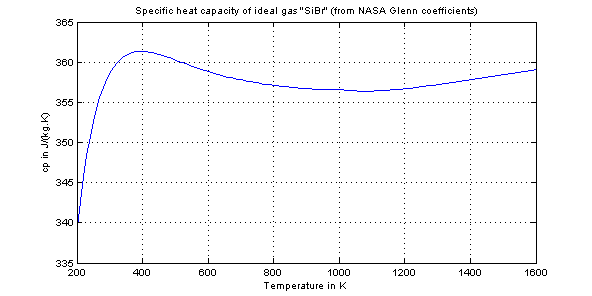 Specific heat capacity of ideal gas "SiBr" (from NASA Glenn coefficients)
365
360
355
350
345
340
335
cp in J/(kg.K)
200 400 600 800 1000 1200 1400 1600
Temperature in K